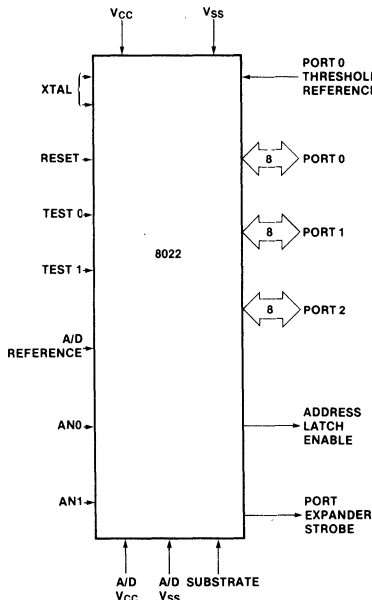 VCC
VSS
XTAL
PORT 0
THRESHOLD
REFERENCE
RESET
8
PORT 0
TEST 0
8
PORT 1
TEST 1
8022
8
PORT 2
A/D
REFERENCE
AN0
ADDRESS
LATCH
ENABLE
AN1
PORT
EXPANDER
STROBE
A/D
VCC
A/D
VSS
SUBSTRATE